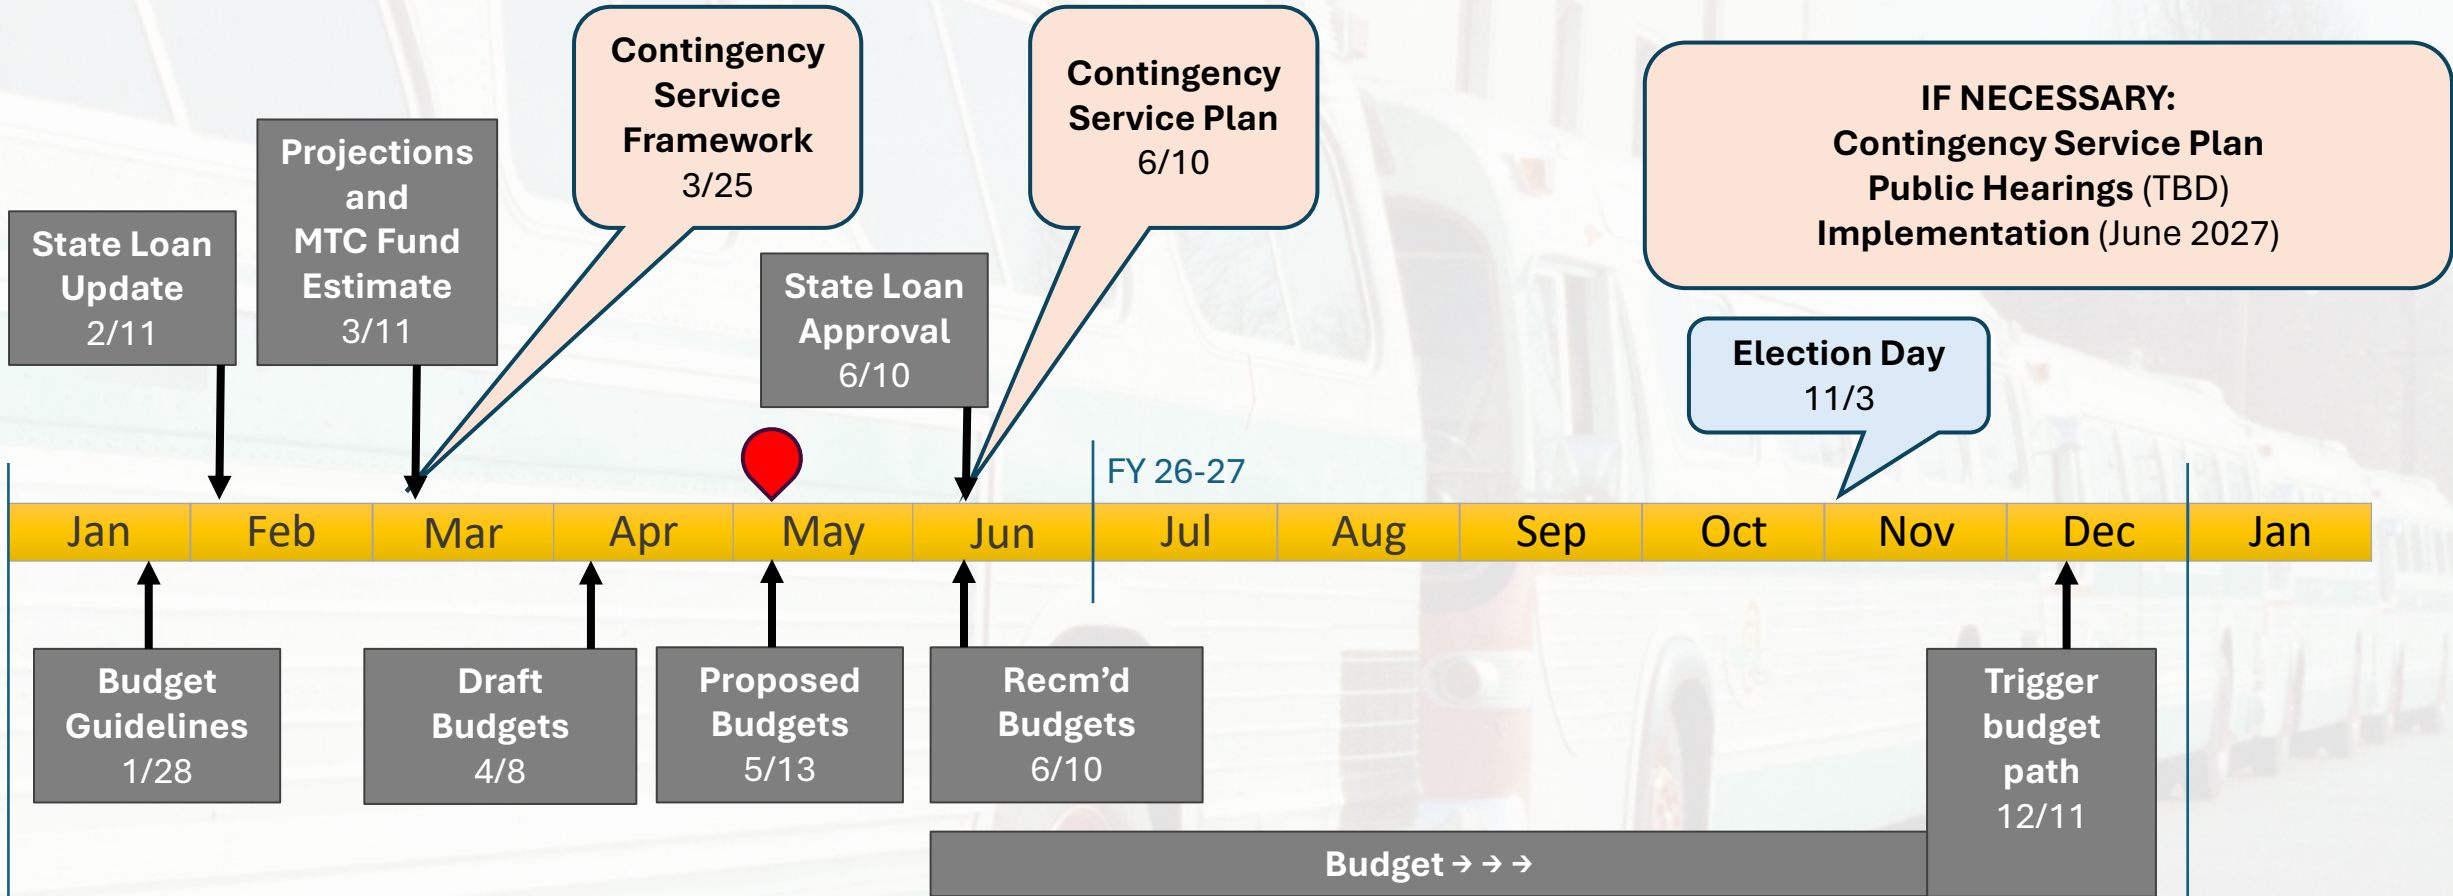 Contingency
Service
Framework
3/25
Contingency
Service Plan
6/10
IF NECESSARY:
Contingency Service Plan
Public Hearings (TBD)
Implementation (June 2027)
Projections
and
MTC Fund
Estimate
3/11
State Loan
Update
2/11
State Loan
Approval
6/10
Election Day
11/3
FY 26-27
Jan Feb Mar Apr May Jun Jul Aug Sep Oct Nov Dec Jan
Budget
Guidelines
1/28
Draft
Budgets
4/8
Proposed
Budgets
5/13
Recm’d
Budgets
6/10
Trigger
budget
path
12/11
Budget → → →